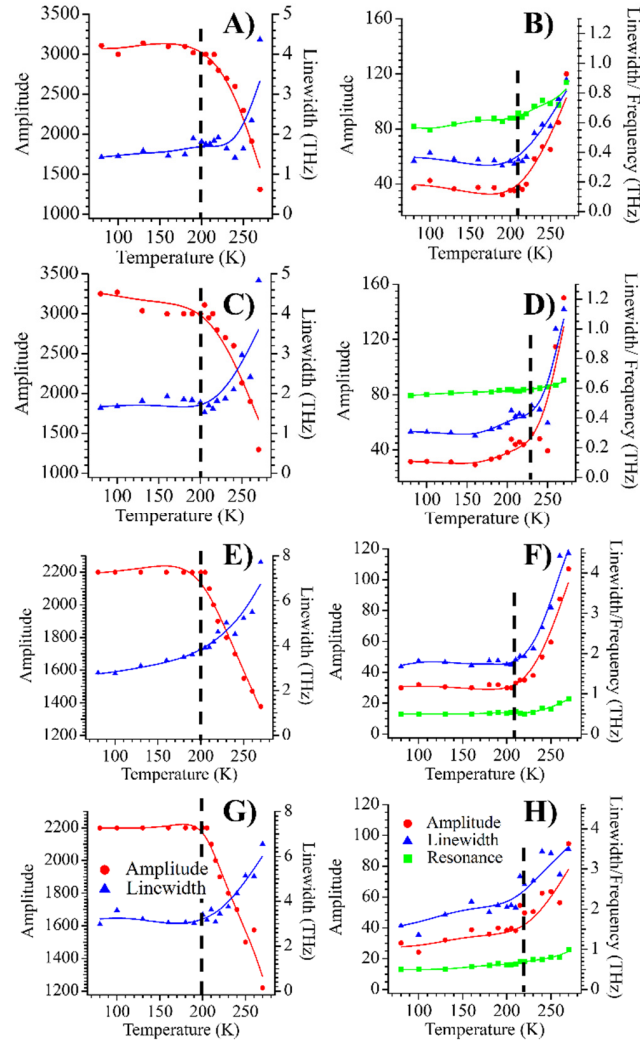 A)
3500
3000
2500
2000
1500
1000
Amplitude
5
4
3
2
1
0
Linewidth (THz)
100 150 200 250
Temperature (K)
B)
160
120
80
40
Amplitude
1.2
1.0
0.8
0.6
0.4
0.2
0.0
Linewidth/ Frequency (THz)
100 150 200 250
Temperature (K)
C)
3500
3000
2500
2000
1500
1000
Amplitude
5
4
3
2
1
0
Linewidth (THz)
100 150 200 250
Temperature (K)
D)
160
120
80
40
Amplitude
1.2
1.0
0.8
0.6
0.4
0.2
0.0
Linewidth/ Frequency (THz)
100 150 200 250
Temperature (K)
E)
2200
2000
1800
1600
1400
1200
Amplitude
8
7
6
4
3
1
0
Linewidth (THz)
100 150 200 250
Temperature (K)
F)
120
100
80
60
40
20
0
Amplitude
4
3
2
1
0
Linewidth/Frequency (THz)
100 150 200 250
Temperature (K)
G)
2200
2000
1800
1600
1400
1200
Amplitude
Amplitude
Linewidth
8
7
6
4
3
1
0
Linewidth (THz)
100 150 200 250
Temperature (K)
H)
120
100
80
60
40
20
0
Amplitude
Amplitude
Linewidth
Resonance
4
3
2
1
0
Linewidth/Frequency (THz)
100 150 200 250
Temperature (K)